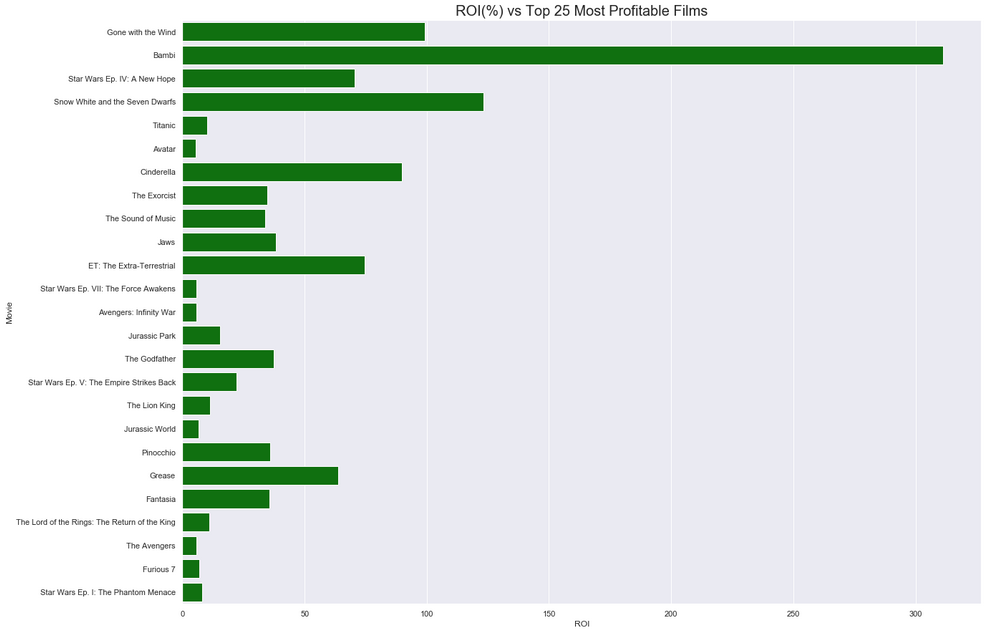 ROI(%) vs Top 25 Most Profitable Films
Movie
Gone with the Wind
Bambi
Star Wars Ep. IV: A New Hope
Snow White and the Seven Dwarfs
Titanic
Avatar
Cinderella
The Exorcist
The Sound of Music
Jaws
ET: The Extra-Terrestrial
Star Wars Ep. VII: The Force Awakens
Avengers: Infinity War
Jurassic Park
The Godfather
Star Wars Ep. V: The Empire Strikes Back
The Lion King
Jurassic World
Pinocchio
Grease
Fantasia
The Lord of the Rings: The Return of the King
The Avengers
Furious 7
Star Wars Ep. I: The Phantom Menace
0 50 100 150 200 250 300
ROI